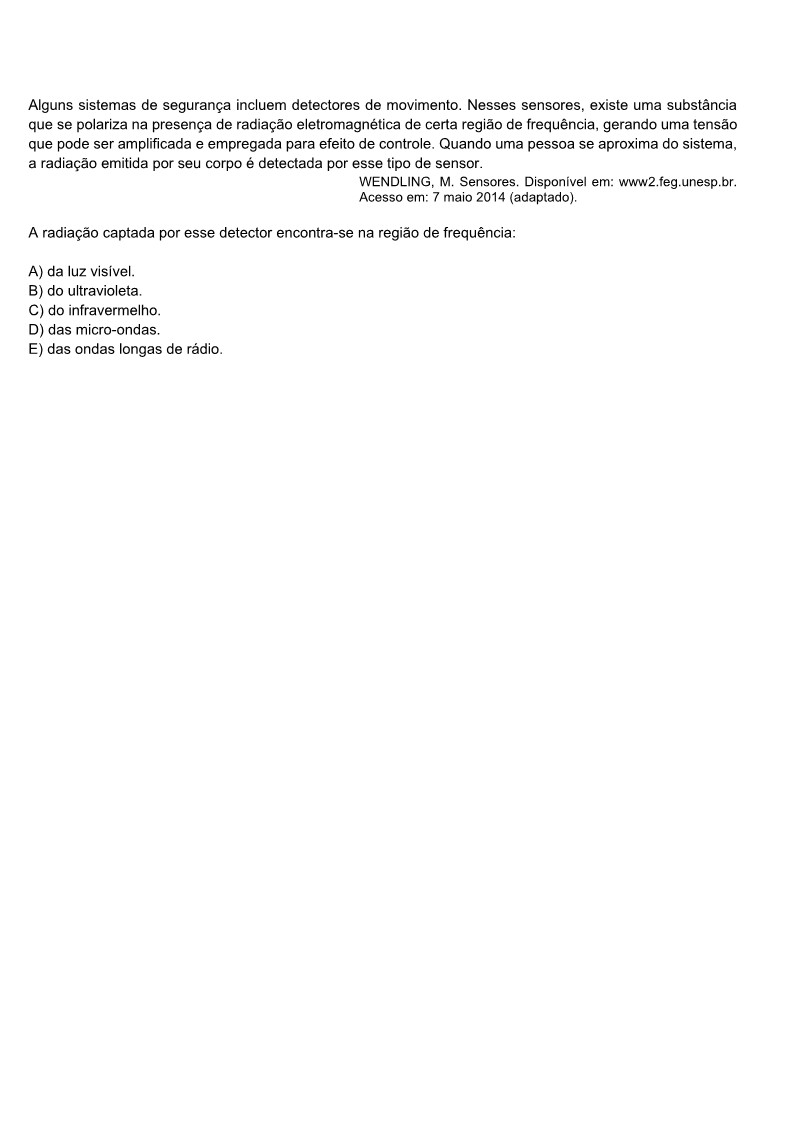 Alguns sistemas de segurança incluem detectores de movimento. Nesses sensores, existe uma substância
que se polariza na presença de radiação eletromagnética de certa região de frequência, gerando uma tensão
que pode ser amplificada e empregada para efeito de controle. Quando uma pessoa se aproxima do sistema,
a radiação emitida por seu corpo é detectada por esse tipo de sensor.
WENDLING, M. Sensores. Disponível em: www2.feg.unesp.br.
Acesso em: 7 maio 2014 (adaptado).
A radiação captada por esse detector encontra-se na região de frequência:
A) da luz visível.
B) do ultravioleta.
C) do infravermelho.
D) das micro-ondas.
E) das ondas longas de rádio.